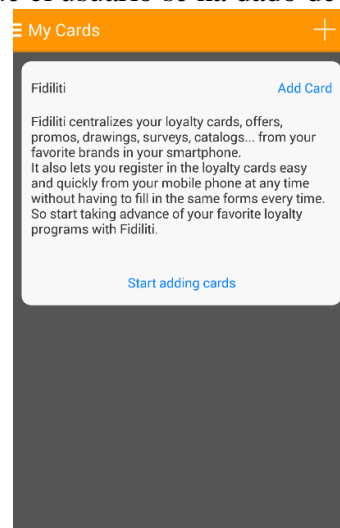 el usuario se ha dado de
My Cards
Fidiliti Add Card
Fidiliti centralizes your loyalty cards, offers,
promos, drawings, surveys, catalogs... from your
favorite brands in your smartphone.
It also lets you register in the loyalty cards easy
and quickly from your mobile phone at any time
without having to fill in the same forms every time.
So start taking advance of your favorite loyalty
programs with Fidiliti.
Start adding cards